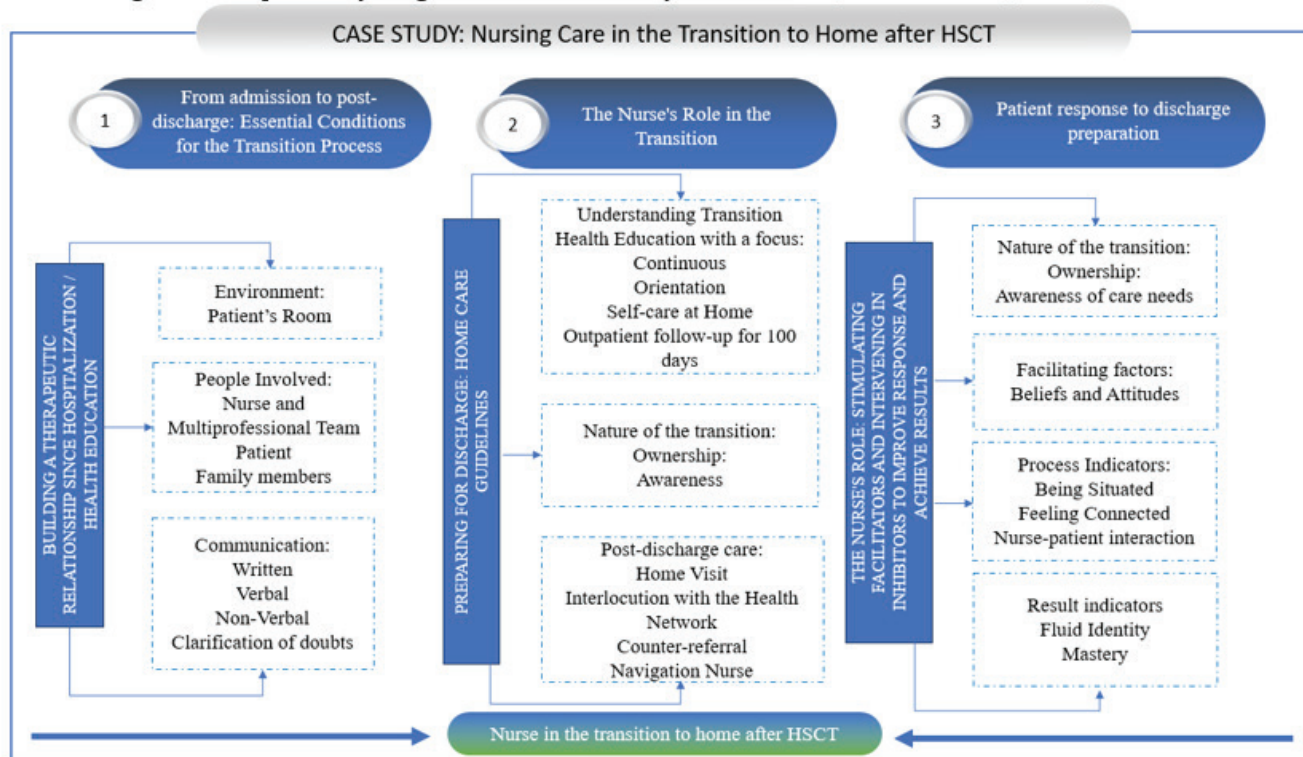 CASE STUDY: Nursing Care in the Transition to Home after HSCT
1
From admission to post-
discharge: Essential Conditions
for the Transition Process
BUILDING A THERAPEUTIC
RELATIONSHIP SINCE HOSPITALIZATION /
HEALTH EDUCATION
Environment:
Patient's Room
People Involved:
Nurse and
Multiprofessional Team
Patient
Family members
Communication:
Written
Verbal
Non-Verbal
Clarification of doubts
2
The Nurse's Role in the
Transition
PREPARING FOR DISCHARGE: HOME CARE
GUIDELINES
Understanding Transition
Health Education with a focus:
Continuous
Orientation
Self-care at Home
Outpatient follow-up for 100
days
Nature of the transition:
Ownership:
Awareness
Post-discharge care:
Home Visit
Interlocution with the Health
Network
Counter-referral
Navigation Nurse
3
Patient response to discharge
preparation
THE NURSE'S ROLE: STIMULATING
FACILITATORS AND INTERVENING IN
INHIBITORS TO IMPROVE RESPONSE AND
ACHIEVE RESULTS
Nature of the transition:
Ownership:
Awareness of care needs
Facilitating factors:
Beliefs and Attitudes
Process Indicators:
Being Situated
Feeling Connected
Nurse-patient interaction
Result indicators
Fluid Identity
Mastery
Nurse in the transition to home after HSCT